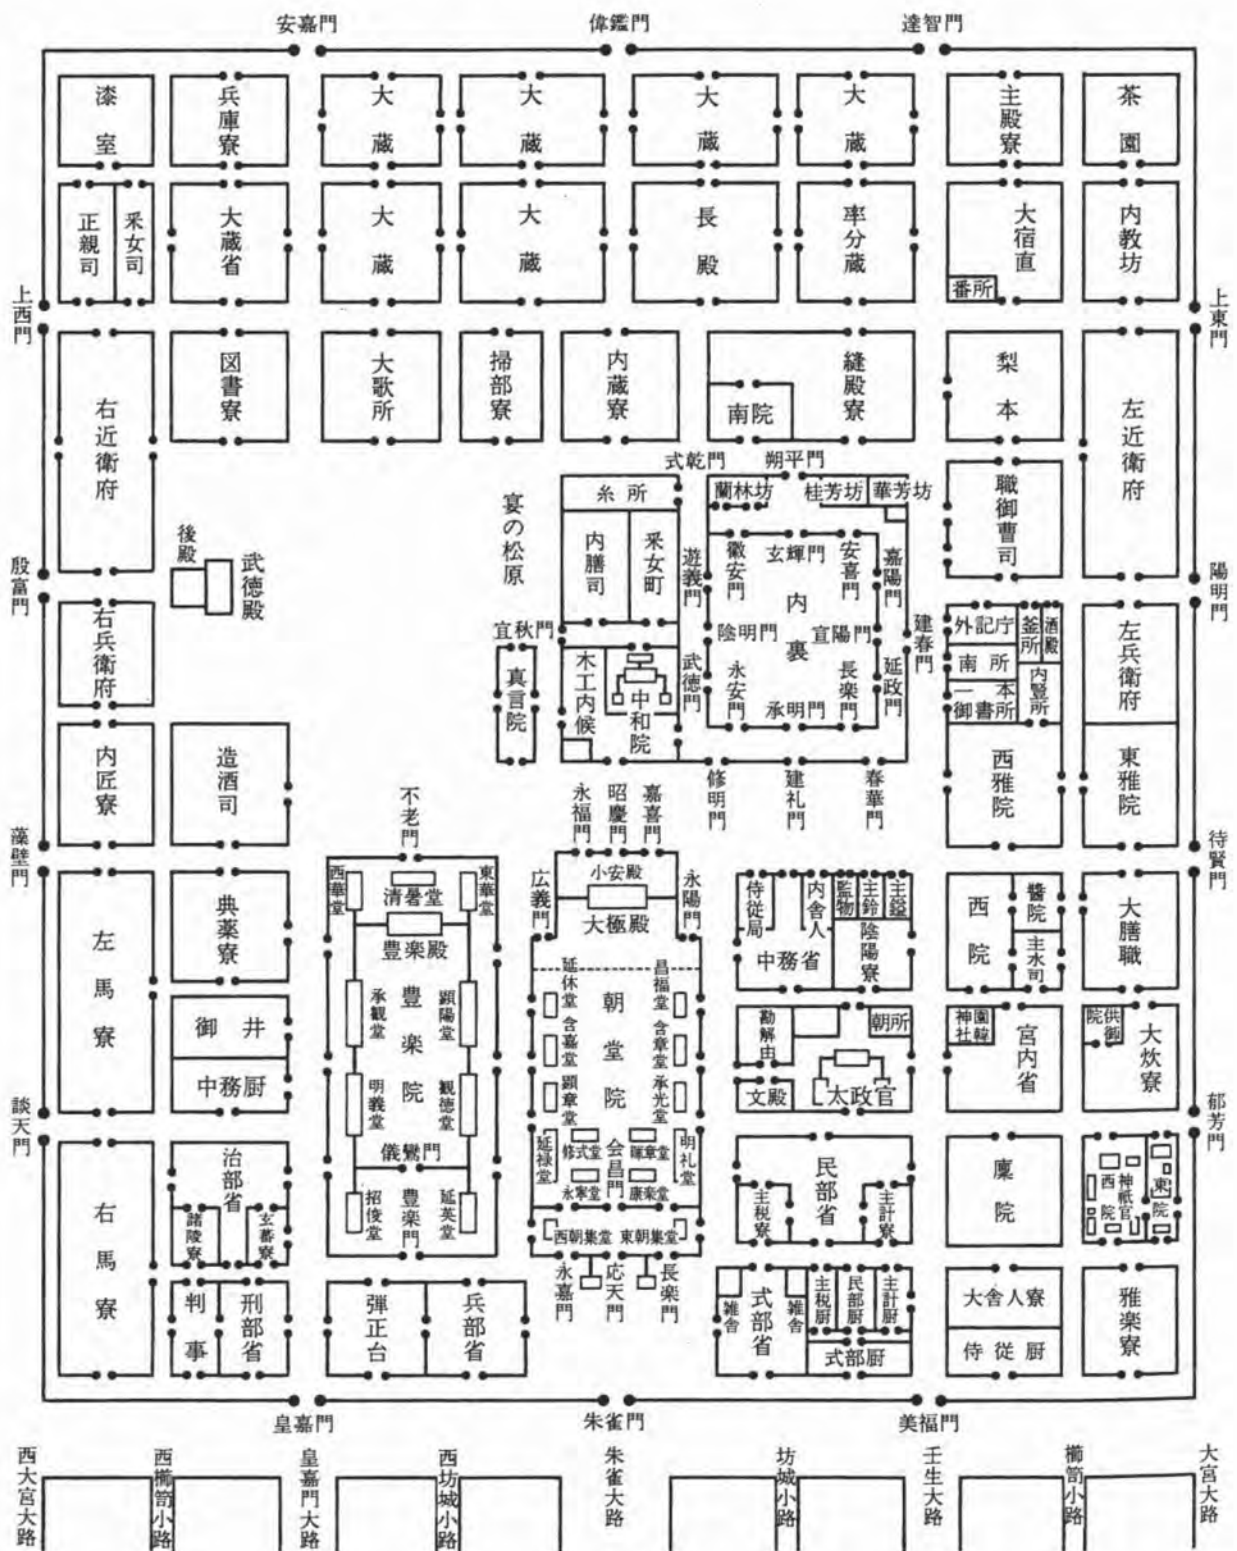 安嘉門
偉鑑門
達智門
漆室
兵庫寮
大蔵
大蔵
大蔵
大蔵
主殿寮
茶園
正親司
采女司
大蔵省
大蔵
大蔵
長殿
率分蔵
大宿直
番所
内教坊
上西門
上東門
右近衛府
図書寮
大歌所
掃部寮
内蔵寮
南院
縫殿寮
梨本
左近衛府
式乾門
朔平門
蘭林坊
桂芳坊
華芳坊
糸所
内膳司
采女町
宴の松原
職御曹司
後殿
武徳殿
遊義門
徽安門
玄輝門
安喜門
嘉陽門
内裏
殷富門
陽明門
右兵衛府
宜秋門
陰明門
宣陽門
建春門
外記庁
釜所
酒殿
南所
一本御書所
内竪所
左兵衛府
真言院
木工内候
中和院
武徳門
永安門
承明門
長楽門
延政門
内匠寮
造酒司
西雅院
東雅院
修明門
建礼門
春華門
藻壁門
待賢門
不老門
永福門
昭慶門
嘉喜門
西華堂
清暑堂
東華堂
広義門
小安殿
永陽門
大極殿
侍従局
内舎人
監物
主鈴
主鎰
中務省
陰陽寮
西院
醬院
主水司
大膳職
左馬寮
典薬寮
豊楽殿
豊楽院
承観堂
顕陽堂
明義堂
観徳堂
儀鸞門
招俊堂
豊楽門
延英堂
延休堂
昌福堂
朝堂院
含嘉堂
含章堂
顕章堂
承光堂
延禄堂
修式堂
会昌門
暉章堂
明礼堂
永寧堂
康楽堂
西朝集堂
東朝集堂
永嘉門
応天門
長楽門
御井
中務厨
勘解由
朝所
文殿
太政官
園韓神社
宮内省
供御院
大炊寮
談天門
郁芳門
右馬寮
治部省
諸陵寮
玄蕃寮
民部省
主税寮
主計寮
廩院
神祇官
西院
東院
判事
刑部省
弾正台
兵部省
雑舎
式部省
雑舎
主税厨
民部厨
主計厨
式部厨
大舎人寮
侍従厨
雅楽寮
皇嘉門
朱雀門
美福門
西大宮大路
西櫛笥小路
皇嘉門大路
西坊城小路
朱雀大路
坊城小路
壬生大路
櫛笥小路
大宮大路